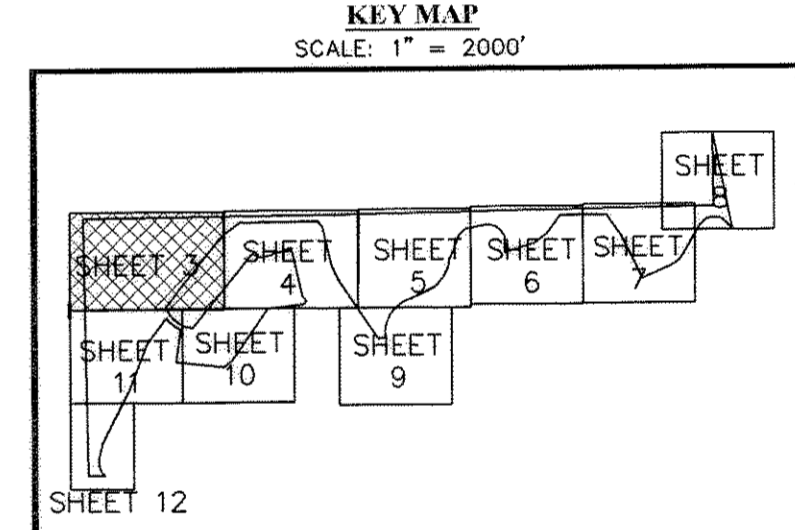 KEY MAP
SCALE: 1" = 2000'
SHEET
8
SHEET 3
SHEET
4
SHEET
5
SHEET
6
SHEET
7
SHEET
11
SHEET
10
SHEET
9
SHEET 12